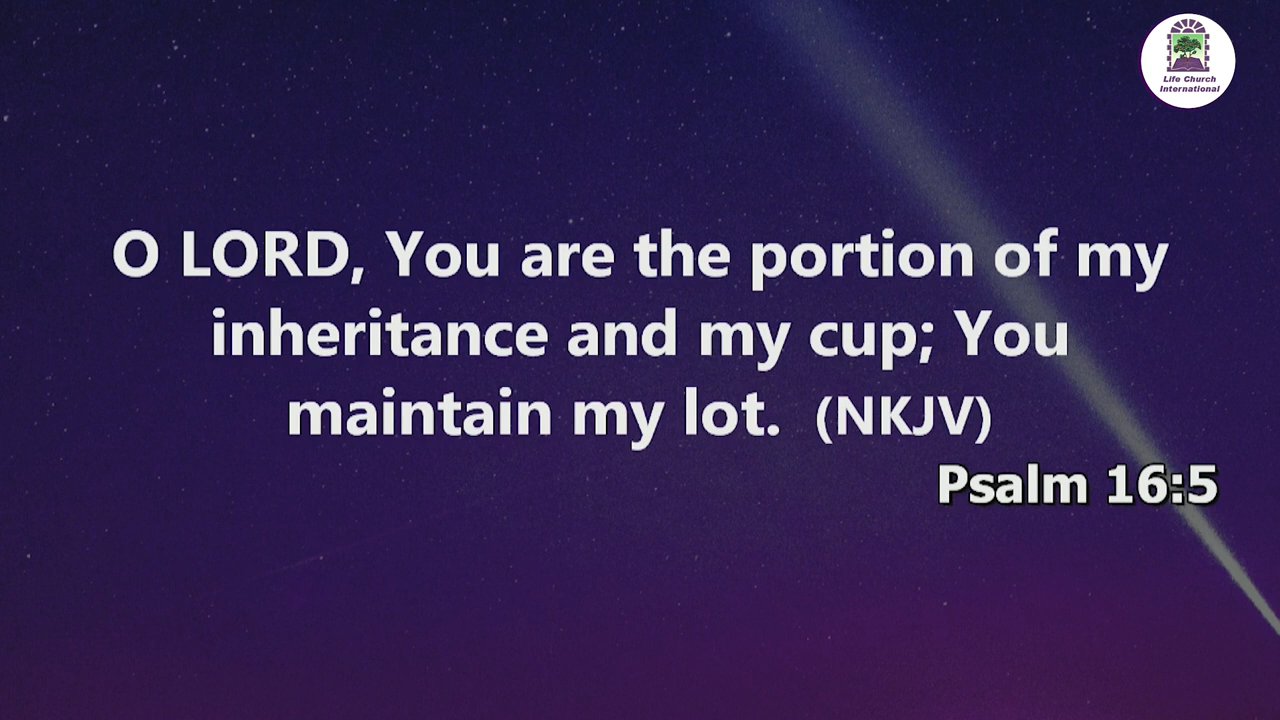 Life Church
International
O LORD, You are the portion of my
inheritance and my cup; You
maintain my lot. (NKJV)
Psalm 16:5